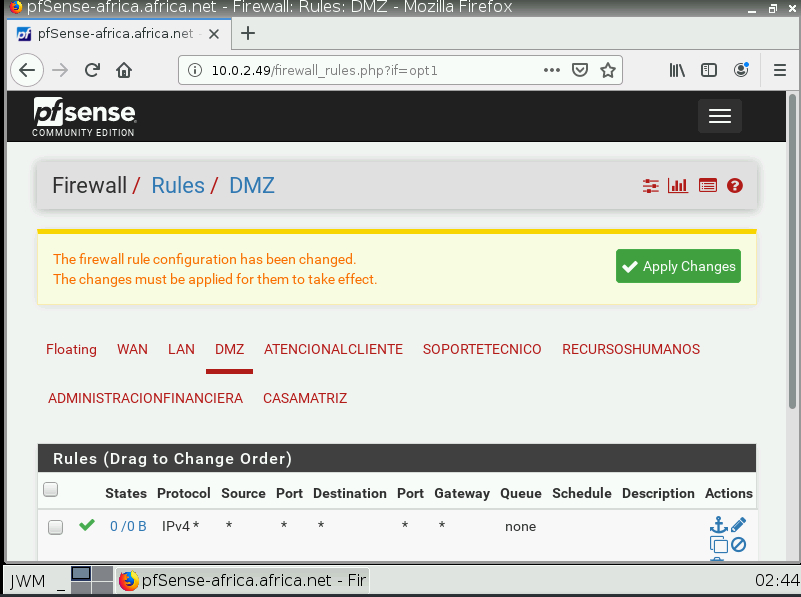 pfSense-africa.africa.net - Firewall: Rules: DMZ - Mozilla Firefox
pfSense-africa.africa.net -
10.0.2.49/firewall_rules.php?if=opt1
pfsense
COMMUNITY EDITION
Firewall / Rules / DMZ
The firewall rule configuration has been changed.
The changes must be applied for them to take effect.
Apply Changes
Floating WAN LAN DMZ ATENCIONALCLIENTE SOPORTETECNICO RECURSOSHUMANOS
ADMINISTRACIONFINANCIERA CASAMATRIZ
Rules (Drag to Change Order)
States Protocol Source Port Destination Port Gateway Queue Schedule Description Actions
0 /0 B IPv4 * * * * * * none
JWM _ pfSense-africa.africa.net - Fir 02:44